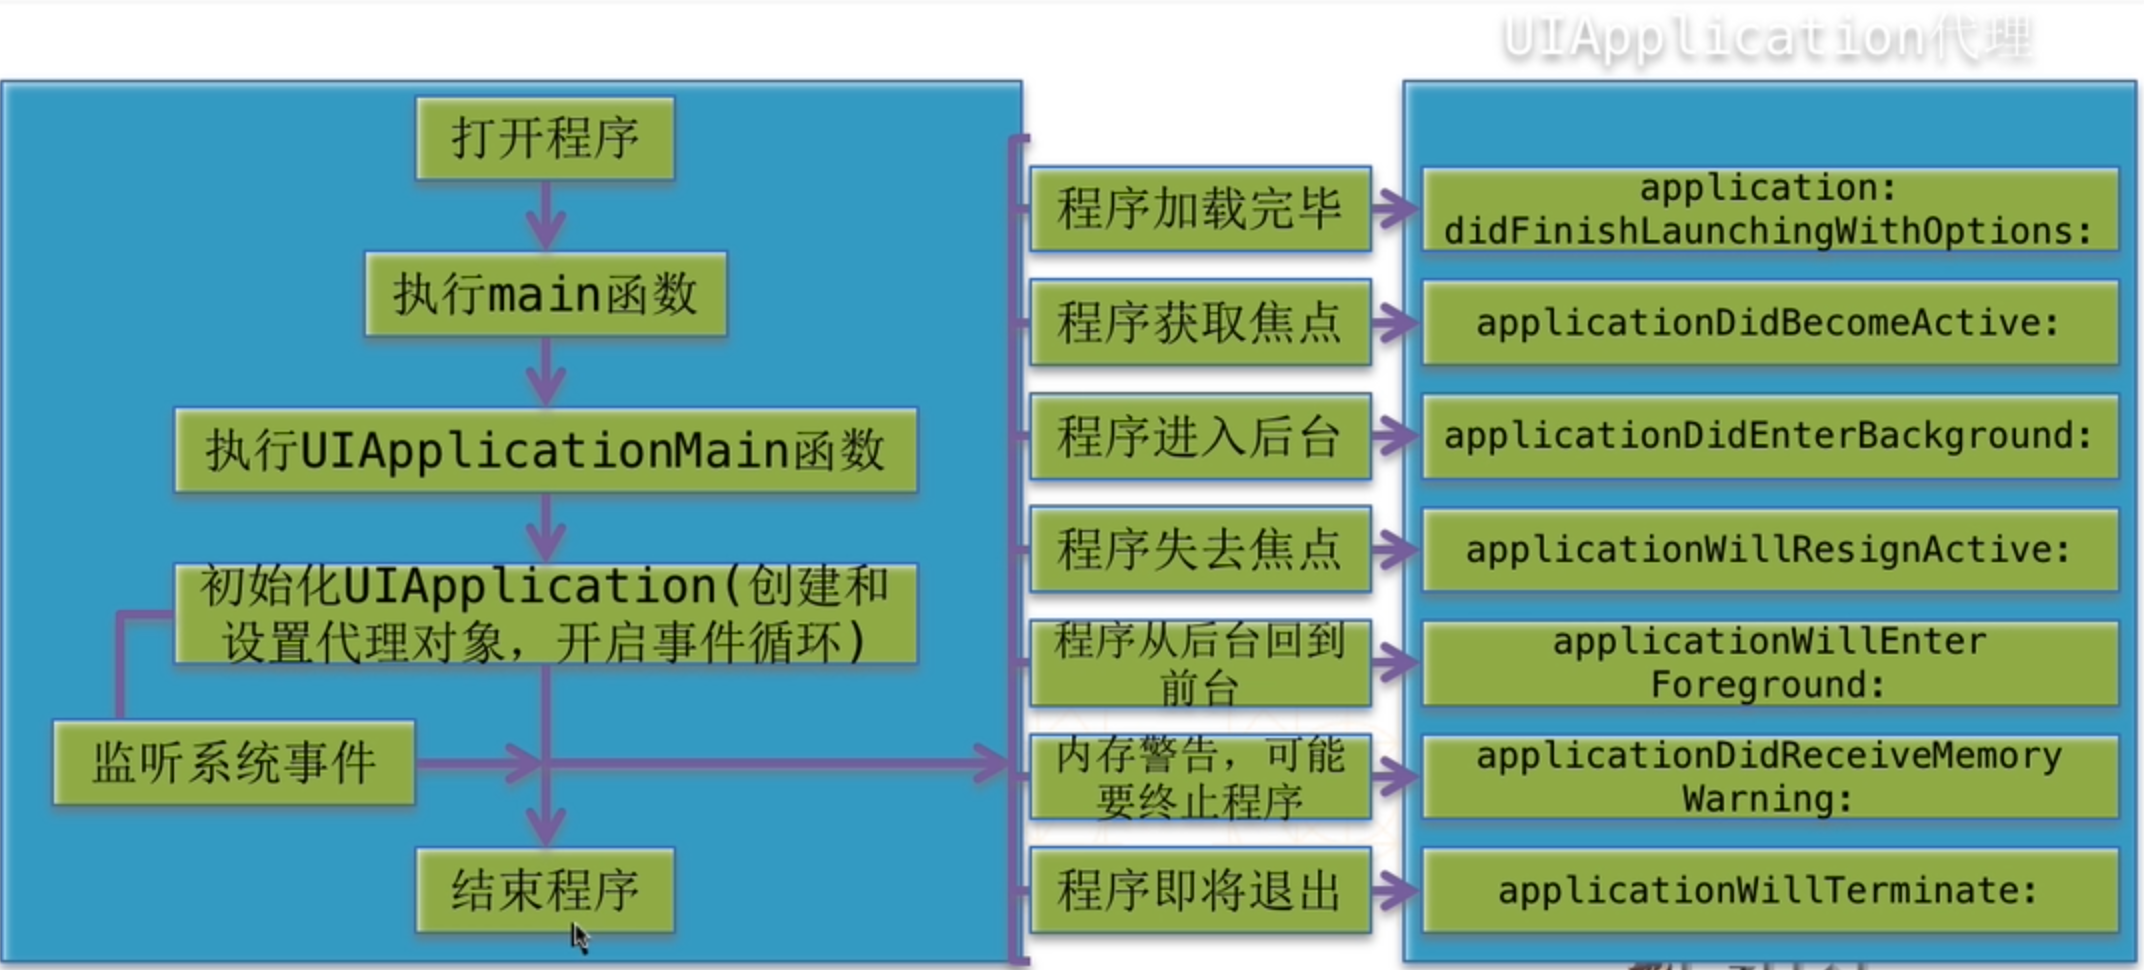 UIApplication代理
打开程序
执行main函数
执行UIApplicationMain函数
初始化UIApplication(创建和
设置代理对象，开启事件循环)
监听系统事件
结束程序
程序加载完毕
application:
didFinishLaunchingWithOptions:
程序获取焦点
applicationDidBecomeActive:
程序进入后台
applicationDidEnterBackground:
程序失去焦点
applicationWillResignActive:
程序从后台回到
前台
applicationWillEnter
Foreground:
内存警告，可能
要终止程序
applicationDidReceiveMemory
Warning:
程序即将退出
applicationWillTerminate: